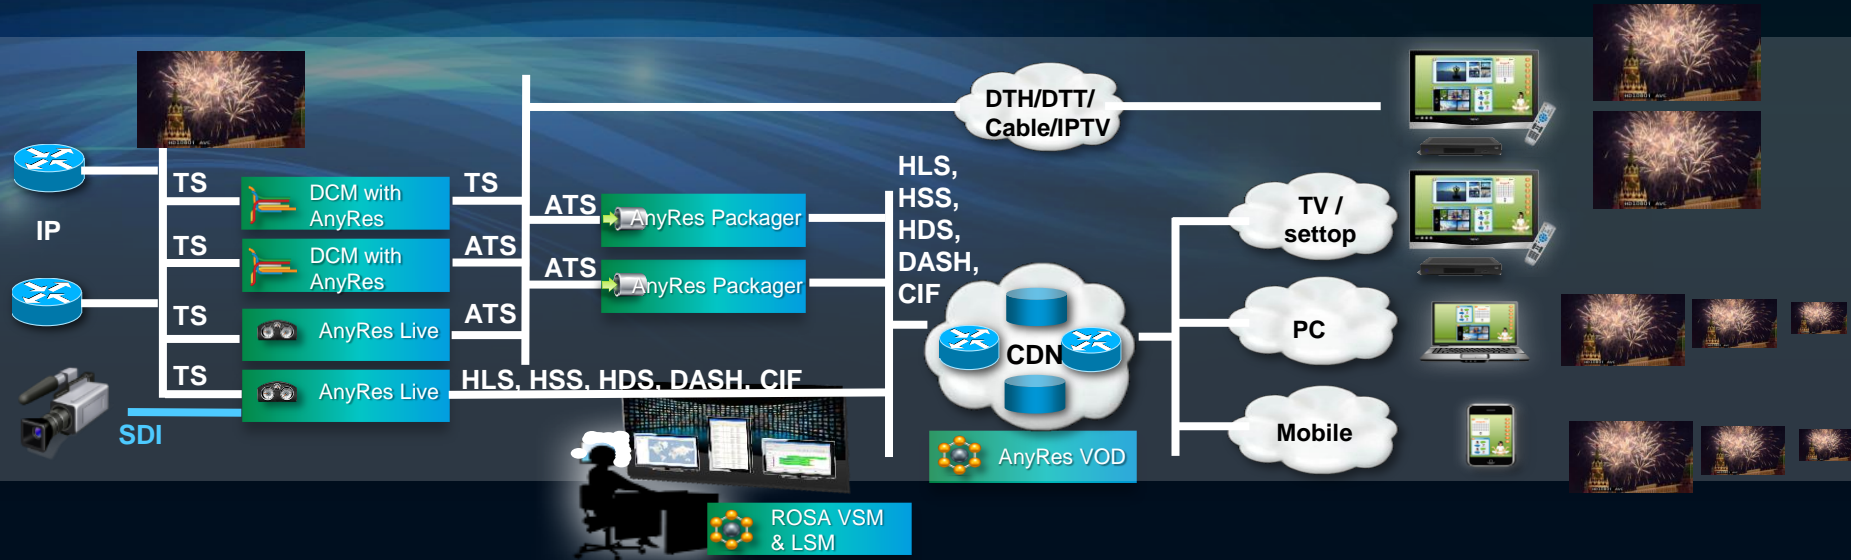 DTH/DTT/
Cable/IPTV
HLS,
HSS,
HDS,
DASH,
CIF
TS
DCM with
AnyRes
TS
ATS
AnyRes Packager
TV /
settop
IP
TS
DCM with
AnyRes
ATS
ATS
AnyRes Packager
TS
AnyRes Live
ATS
PC
CDN
TS
AnyRes Live
HLS, HSS, HDS, DASH, CIF
SDI
Mobile
AnyRes VOD
ROSA VSM
& LSM